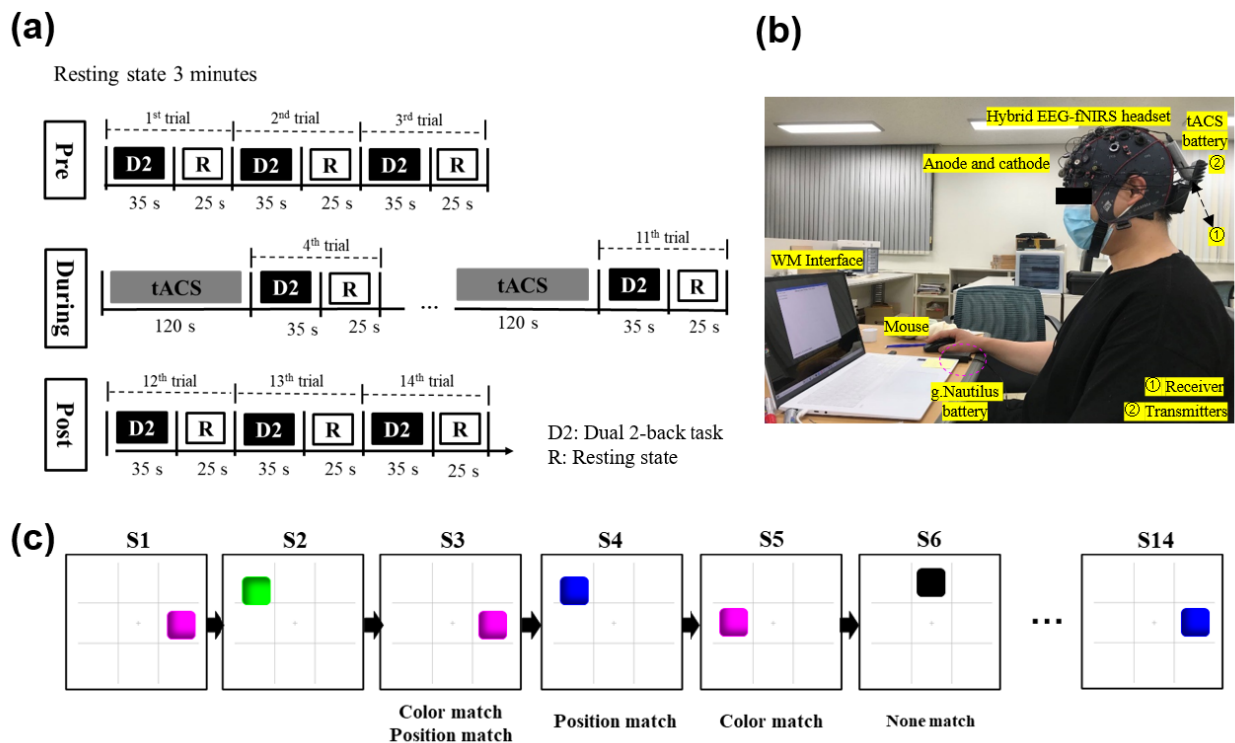 (a)
Resting state 3 minutes
Pre
1st trial 2nd trial 3rd trial
D2 R D2 R D2 R
35 s 25 s 35 s 25 s 35 s 25 s
During
4th trial 11th trial
tACS D2 R ... tACS D2 R
120 s 35 s 25 s 120 s 35 s 25 s
Post
12th trial 13th trial 14th trial
D2 R D2 R D2 R
35 s 25 s 35 s 25 s 35 s 25 s
D2: Dual 2-back task
R: Resting state
(b)
Hybrid EEG-fNIRS headset
tACS
battery
②
Anode and cathode
①
WM Interface
Mouse
g.Nautilus
battery
① Receiver
② Transmitters
(c)
S1 S2 S3 S4 S5 S6 ... S14
Color match
Position match
Position match
Color match
None match